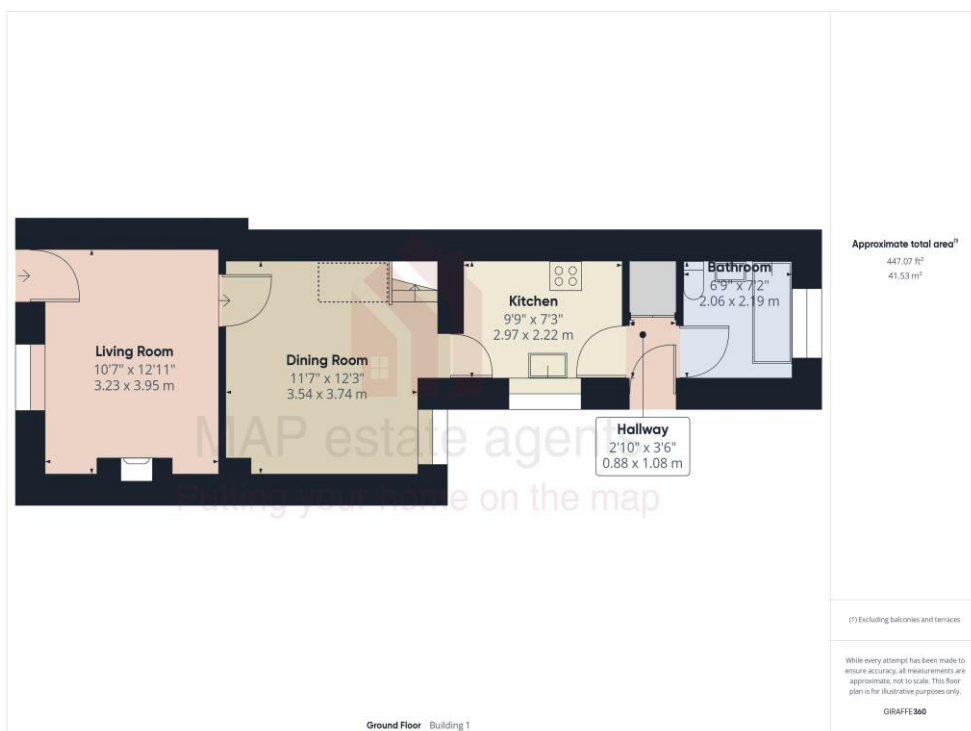 Living Room
10'7" x 12'11"
3.23 x 3.95 m
Dining Room
11'7" x 12'3"
3.54 x 3.74 m
Kitchen
9'9" x 7'3"
2.97 x 2.22 m
Bathroom
6'9" x 7'2"
2.06 x 2.19 m
Hallway
2'10" x 3'6"
0.88 x 1.08 m
MAP estate agents
Putting your home on the map
Ground Floor Building 1
Approximate total area(1)
447.07 ft²
41.53 m²
(1) Excluding balconies and terraces
While every attempt has been made to
ensure accuracy, all measurements are
approximate, not to scale. This floor
plan is for illustrative purposes only.
GIRAFFE360